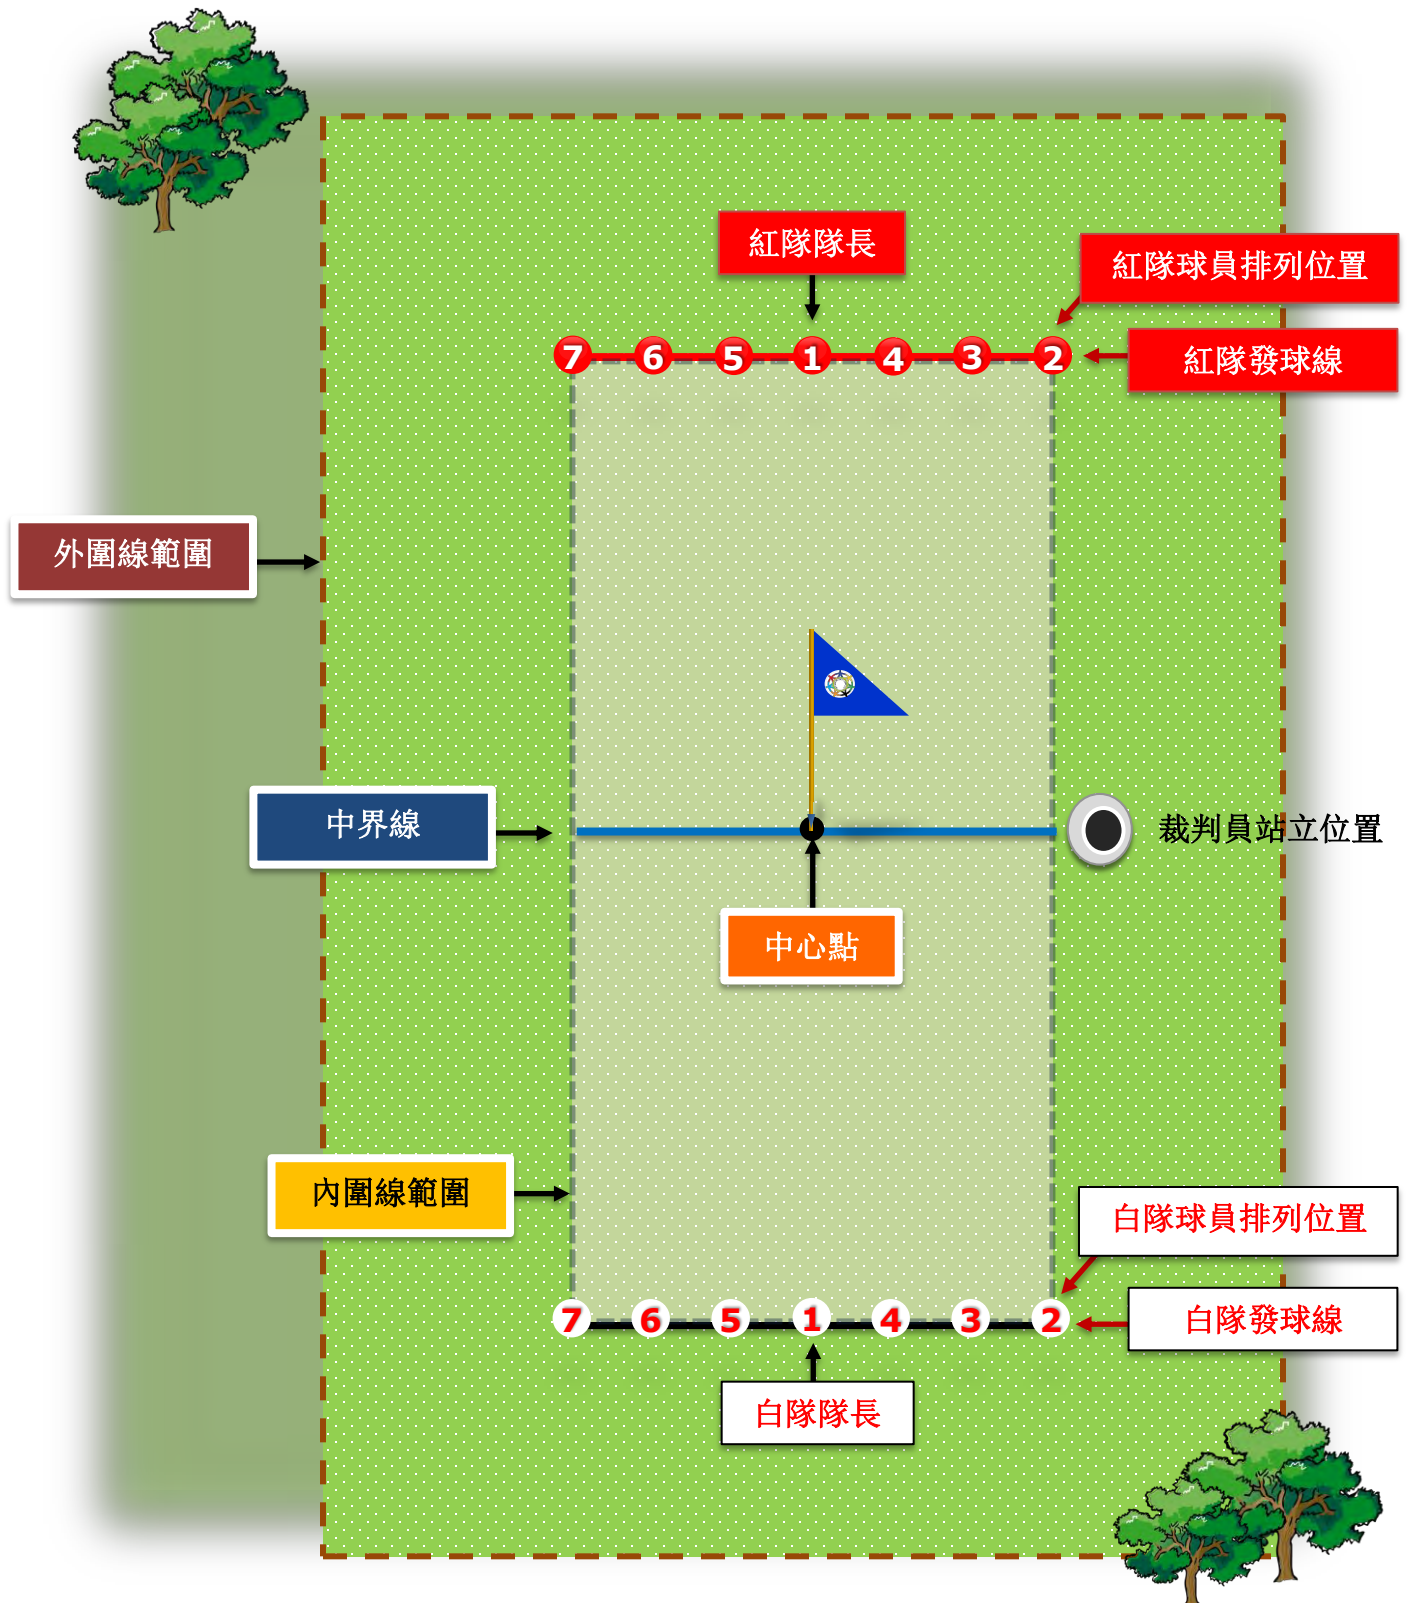 紅隊隊長
紅隊球員排列位置
7 6 5 1 4 3 2
紅隊發球線
外圍線範圍
中界線
裁判員站立位置
中心點
內圍線範圍
白隊球員排列位置
7 6 5 1 4 3 2
白隊發球線
白隊隊長